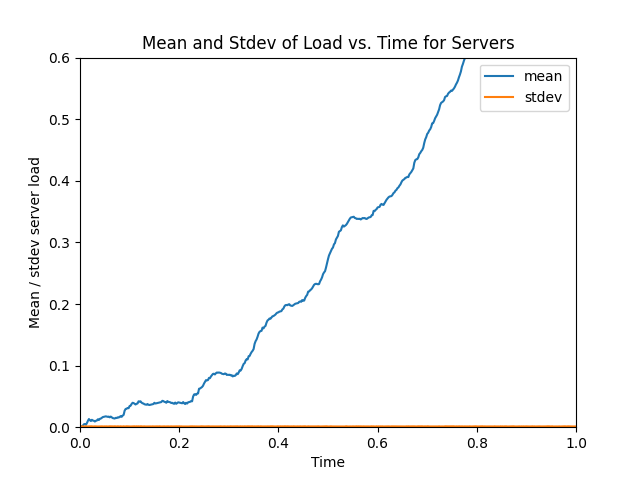 Mean and Stdev of Load vs. Time for Servers
mean
stdev
Mean / stdev server load
0.6
0.5
0.4
0.3
0.2
0.1
0.0
0.0 0.2 0.4 0.6 0.8 1.0
Time